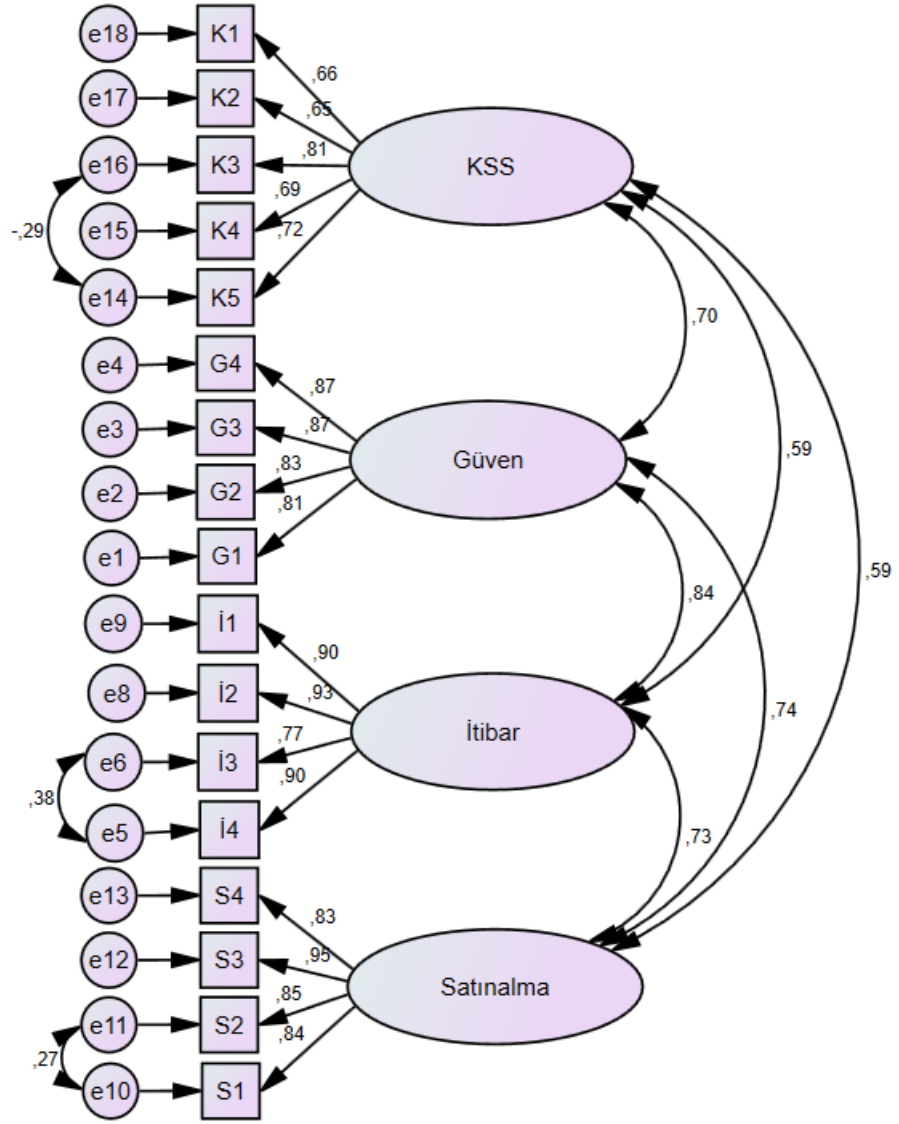 e18 K1
,66
e17 K2
,65
e16 K3
,81
KSS
,69
-,29
e15 K4
,72
e14 K5
,70
e4 G4
,87
e3 G3
,87
,59
Güven
,83
e2 G2
,81
e1 G1
,59
,84
e9 İ1
,90
e8 İ2
,93
,74
e6 İ3
,77
İtibar
,90
,38
e5 İ4
,73
e13 S4
,83
e12 S3
,95
Satınalma
,85
e11 S2
,84
,27
e10 S1